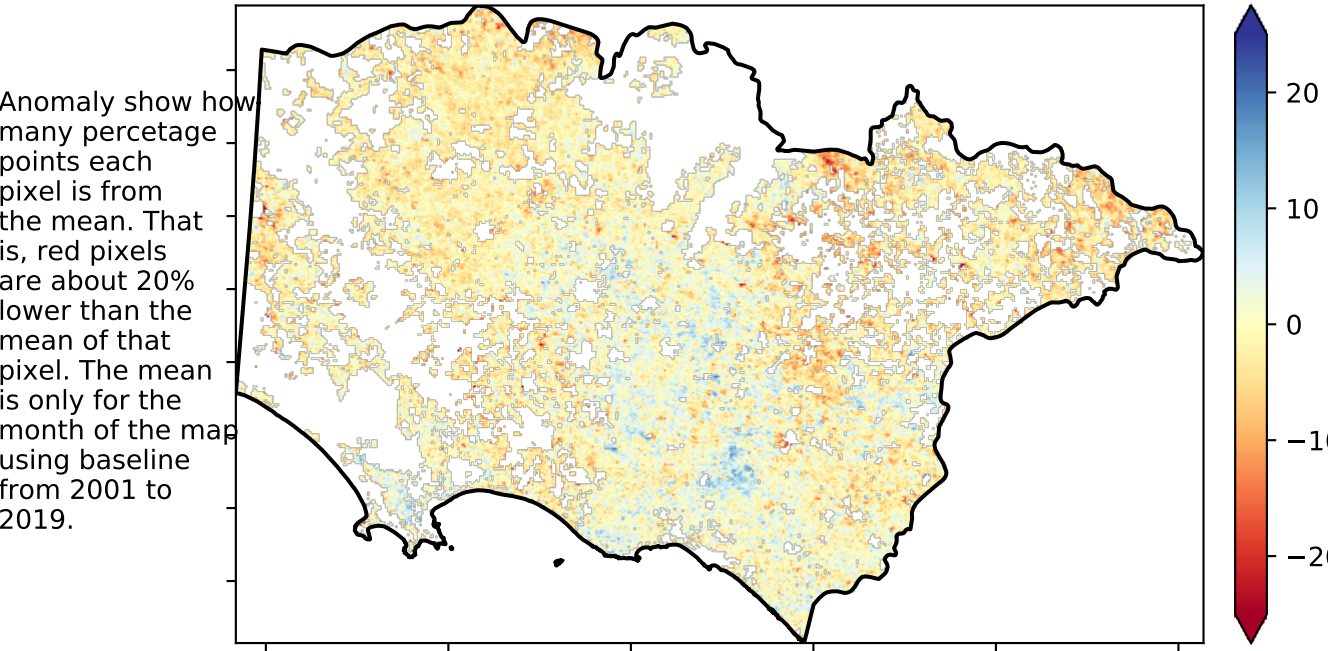 Anomaly show how
many percetage
points each
pixel is from
the mean. That
is, red pixels
are about 20%
lower than the
mean of that
pixel. The mean
is only for the
month of the map
using baseline
from 2001 to
2019.
20
10
0
−10
−20